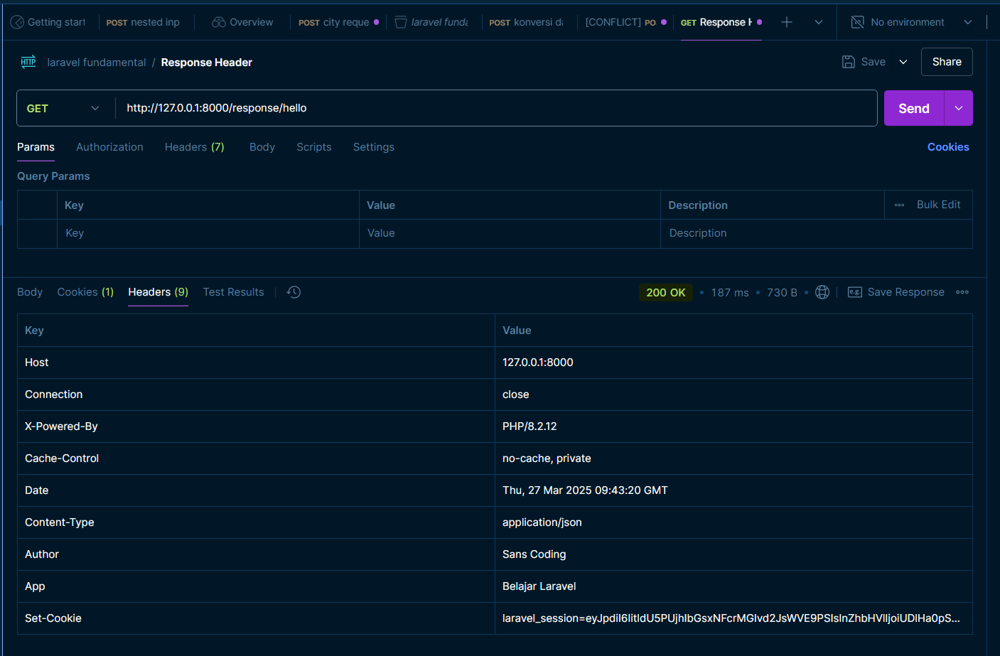 Getting start POST nested inp Overview POST city reque laravel funda POST konversi da [CONFLICT] PO GET Response H No environment
HTTP laravel fundamental / Response Header Save Share
GET http://127.0.0.1:8000/response/hello Send
Params Authorization Headers (7) Body Scripts Settings Cookies
Query Params
Key Value Description Bulk Edit
Key Value Description
Body Cookies (1) Headers (9) Test Results 200 OK • 187 ms • 730 B • e.g. Save Response
Key Value
Host 127.0.0.1:8000
Connection close
X-Powered-By PHP/8.2.12
Cache-Control no-cache, private
Date Thu, 27 Mar 2025 09:43:20 GMT
Content-Type application/json
Author Sans Coding
App Belajar Laravel
Set-Cookie